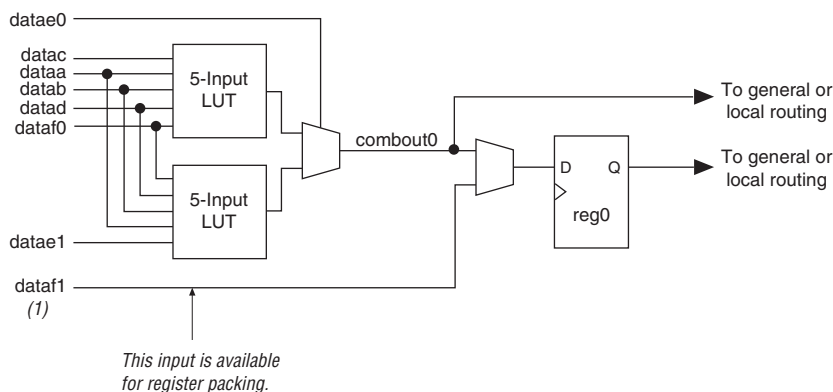 datae0
datac
dataa
datab
datad
dataf0
5-Input
LUT
5-Input
LUT
combout0
To general or
local routing
D Q
reg0
To general or
local routing
datae1
dataf1
(1)
This input is available
for register packing.